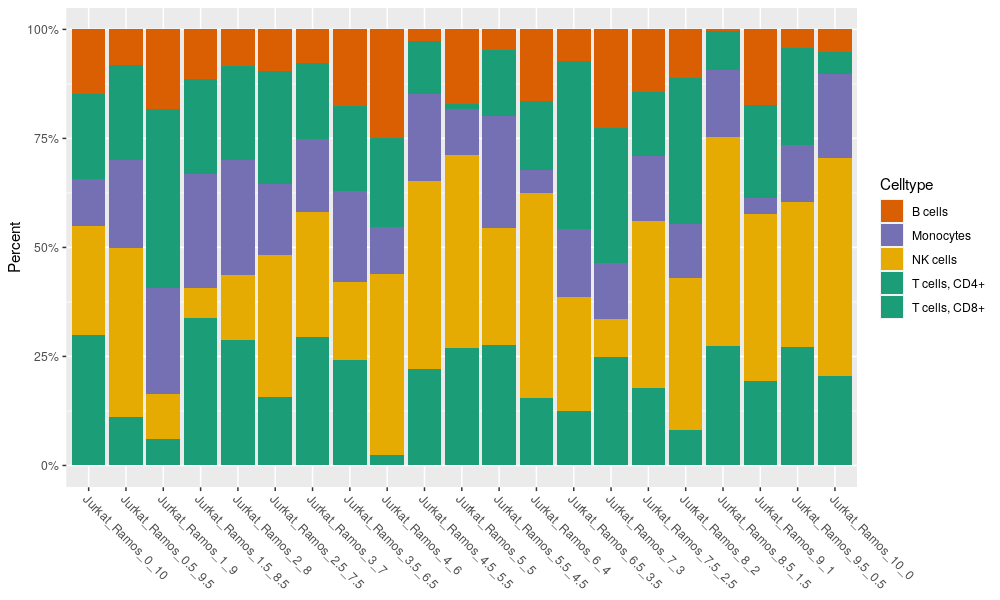 100%
75%
50%
25%
0%
Percent
Jurkat_Ramos_0_10
Jurkat_Ramos_0.5_9.5
Jurkat_Ramos_1_9
Jurkat_Ramos_1.5_8.5
Jurkat_Ramos_2_8
Jurkat_Ramos_2.5_7.5
Jurkat_Ramos_3_7
Jurkat_Ramos_3.5_6.5
Jurkat_Ramos_4_6
Jurkat_Ramos_4.5_5.5
Jurkat_Ramos_5_5
Jurkat_Ramos_5.5_4.5
Jurkat_Ramos_6_4
Jurkat_Ramos_6.5_3.5
Jurkat_Ramos_7_3
Jurkat_Ramos_7.5_2.5
Jurkat_Ramos_8_2
Jurkat_Ramos_8.5_1.5
Jurkat_Ramos_9_1
Jurkat_Ramos_9.5_0.5
Jurkat_Ramos_10_0
Celltype
B cells
Monocytes
NK cells
T cells, CD4+
T cells, CD8+